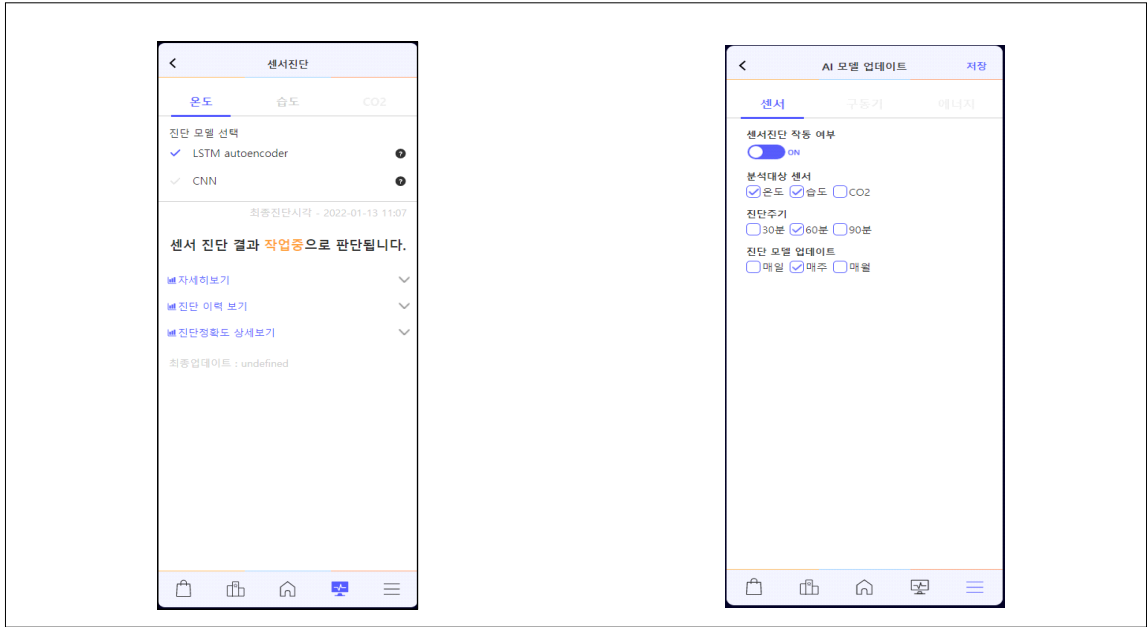 센서진단
온도 습도 CO2
진단 모델 선택
LSTM autoencoder
CNN
최종진단시각 - 2022-01-13 11:07
센서 진단 결과 작업중으로 판단됩니다.
자세히보기
진단 이력 보기
진단정확도 상세보기
최종업데이트 : undefined
AI 모델 업데이트 저장
센서 구동기 에너지
센서진단 작동 여부
ON
분석대상 센서
온도 습도 CO2
진단주기
30분 60분 90분
진단 모델 업데이트
매일 매주 매월